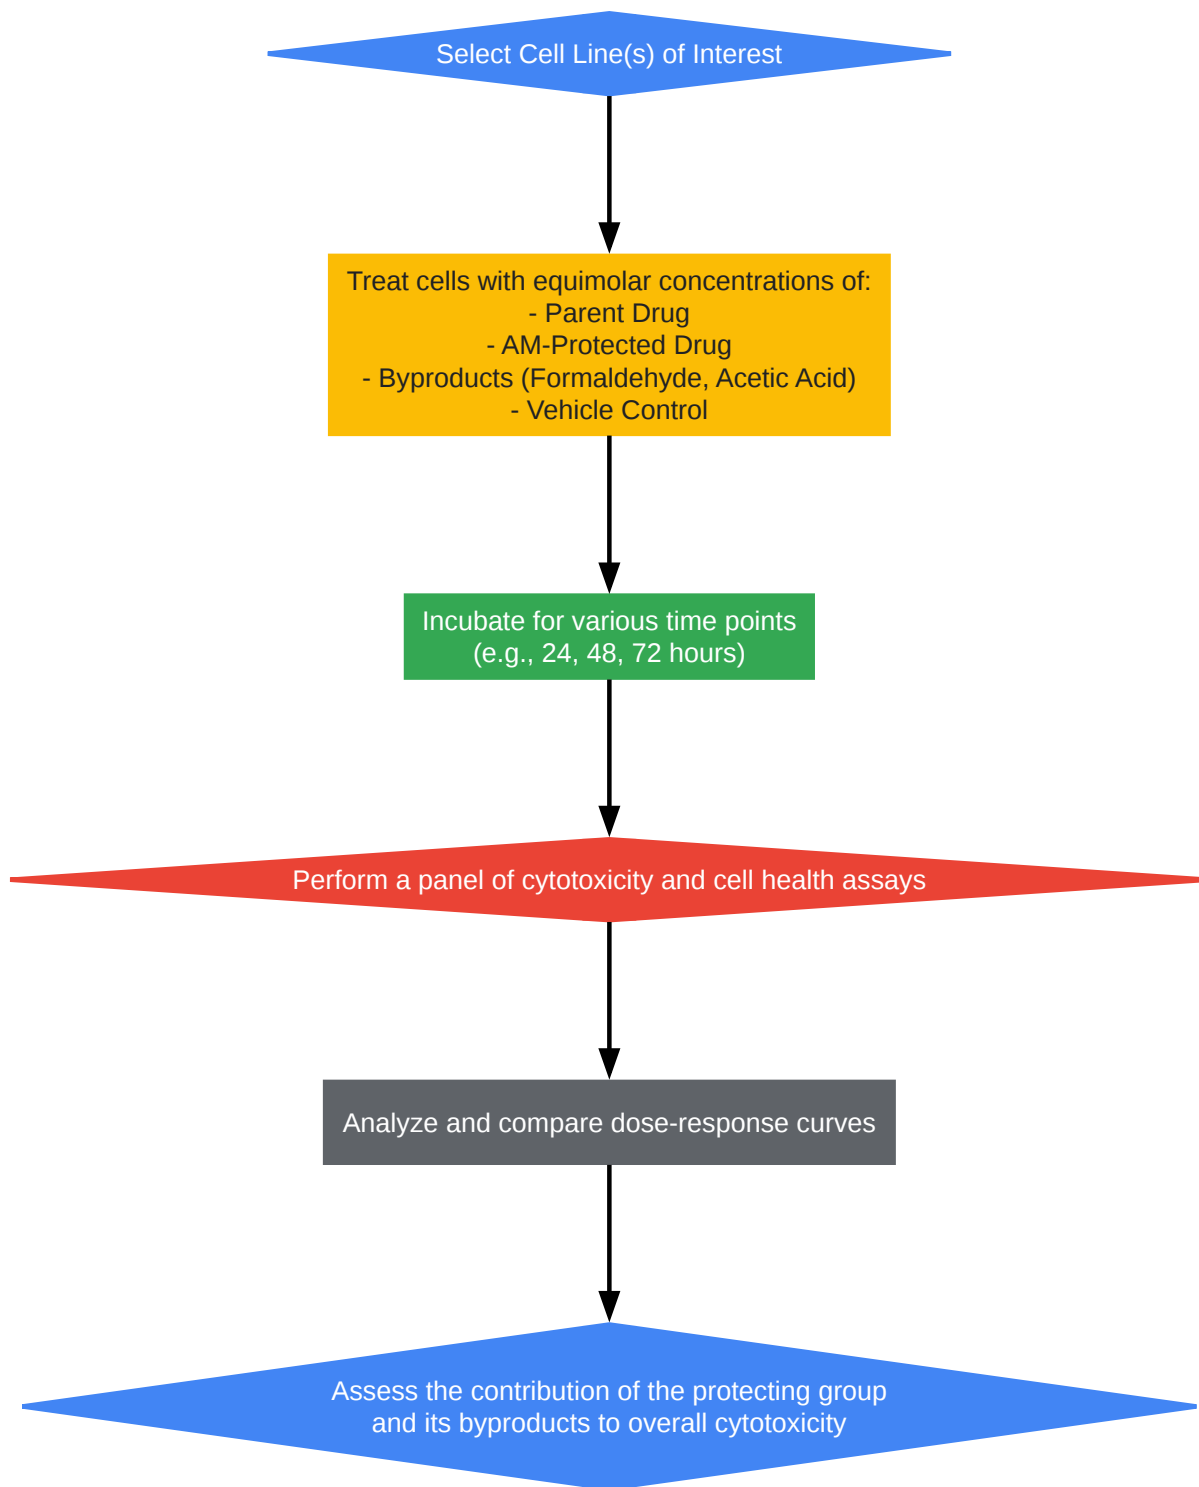 Select Cell Line(s) of Interest
Treat cells with equimolar concentrations of:
- Parent Drug
- AM-Protected Drug
- Byproducts (Formaldehyde, Acetic Acid)
- Vehicle Control
Incubate for various time points
(e.g., 24, 48, 72 hours)
Perform a panel of cytotoxicity and cell health assays
Analyze and compare dose-response curves
Assess the contribution of the protecting group
and its byproducts to overall cytotoxicity